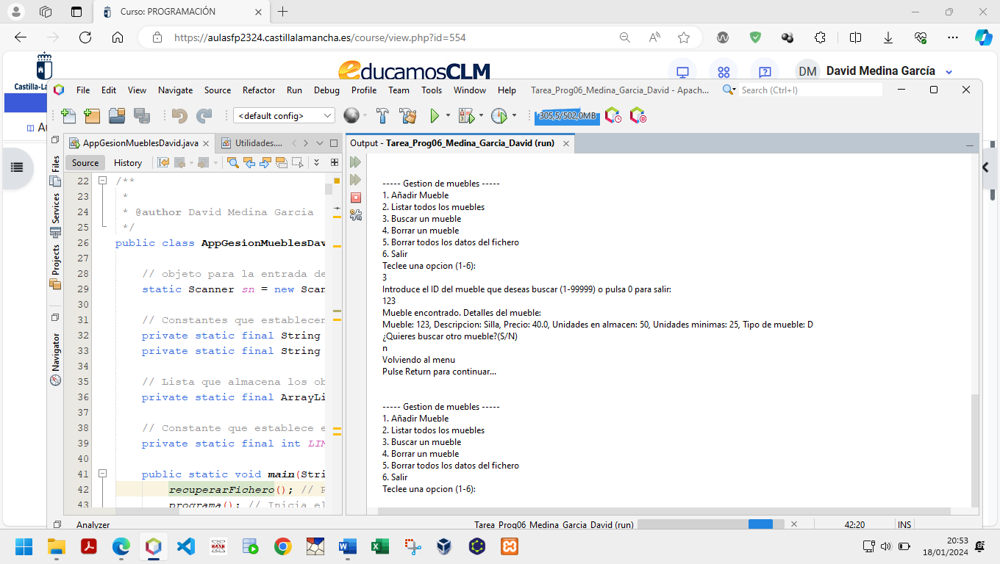 Curso: PROGRAMACIÓN
https://aulasfp2324.castillalamancha.es/course/view.php?id=554
Castilla-La
educamosCLM
DM David Medina García
File Edit View Navigate Source Refactor Run Debug Profile Team Tools Window Help Tarea_Prog06_Medina_Garcia_David - Apach... Search (Ctrl+I)
<default config> 305,5/502,0MB
AppGesionMueblesDavid.java Utilidades....
Output - Tarea_Prog06_Medina_Garcia_David (run)
Source History
Files
Services
Projects
Navigator
22 /**
23 *
24 * @author David Medina Garcia
25 */
26 public class AppGesionMueblesDav
27
28 // objeto para la entrada de
29 static Scanner sn = new Scan
30
31 // Constantes que establecen
32 private static final String
33 private static final String
34
35 // Lista que almacena los ob
36 private static final ArrayLi
37
38 // Constante que establece e
39 private static final int LIM
40
41 public static void main(Stri
42 recuperarFichero(); // R
43 programa(); // Inicia el
----- Gestion de muebles -----
1. Añadir Mueble
2. Listar todos los muebles
3. Buscar un mueble
4. Borrar un mueble
5. Borrar todos los datos del fichero
6. Salir
Teclee una opcion (1-6):
3
Introduce el ID del mueble que deseas buscar (1-99999) o pulsa 0 para salir:
123
Mueble encontrado. Detalles del mueble:
Mueble: 123, Descripcion: Silla, Precio: 40.0, Unidades en almacen: 50, Unidades minimas: 25, Tipo de mueble: D
¿Quieres buscar otro mueble?(S/N)
n
Volviendo al menu
Pulse Return para continuar...
----- Gestion de muebles -----
1. Añadir Mueble
2. Listar todos los muebles
3. Buscar un mueble
4. Borrar un mueble
5. Borrar todos los datos del fichero
6. Salir
Teclee una opcion (1-6):
Analyzer Tarea_Prog06_Medina_Garcia_David (run) 42:20 INS
20:53
18/01/2024